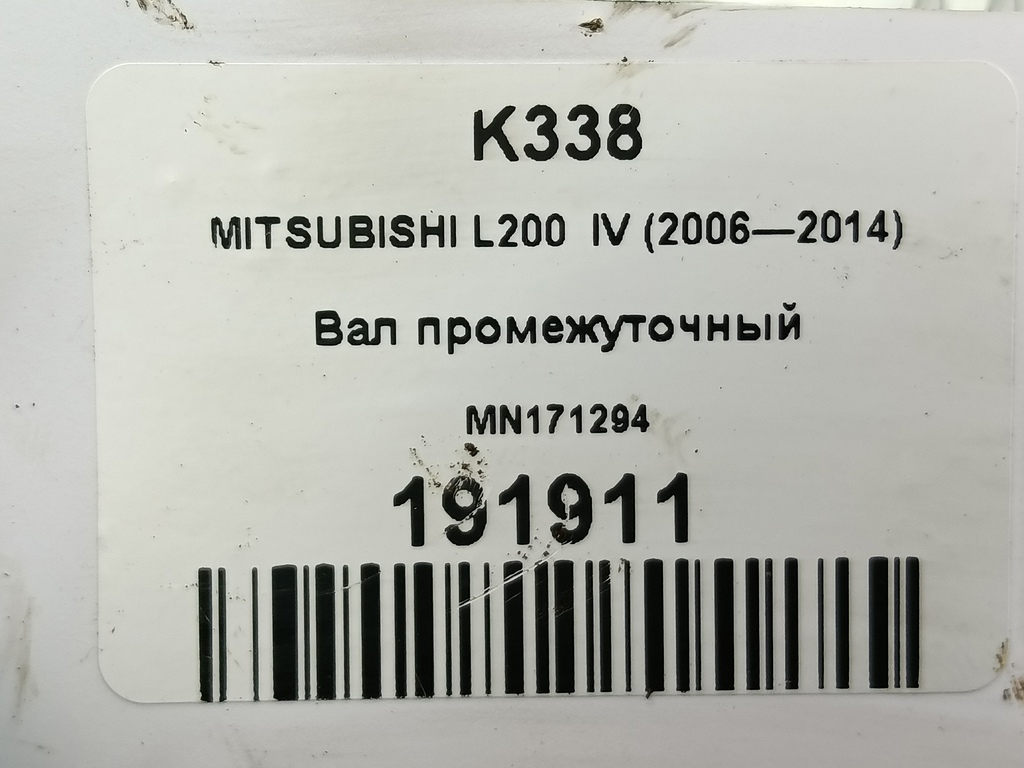 K338
MITSUBISHI L200 IV (2006—2014)
Вал промежуточный
MN171294
191911